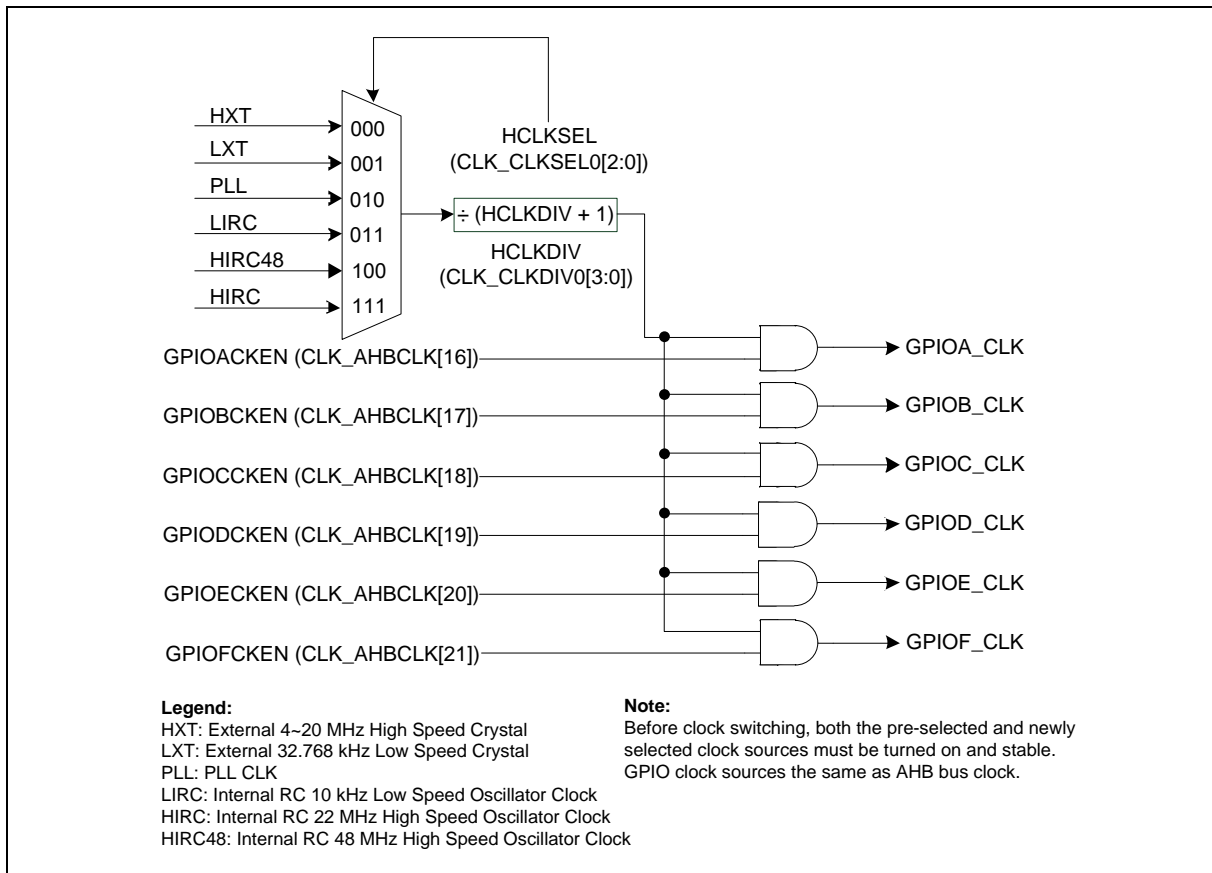 HXT
000
LXT
001
PLL
010
LIRC
011
HIRC48
100
HIRC
111
HCLKSEL
(CLK_CLKSEL0[2:0])
÷ (HCLKDIV + 1)
HCLKDIV
(CLK_CLKDIV0[3:0])
GPIOACKEN (CLK_AHBCLK[16])
GPIOA_CLK
GPIOBCKEN (CLK_AHBCLK[17])
GPIOB_CLK
GPIOCCKEN (CLK_AHBCLK[18])
GPIOC_CLK
GPIODCKEN (CLK_AHBCLK[19])
GPIOD_CLK
GPIOECKEN (CLK_AHBCLK[20])
GPIOE_CLK
GPIOFCKEN (CLK_AHBCLK[21])
GPIOF_CLK
Legend:
HXT: External 4~20 MHz High Speed Crystal
LXT: External 32.768 kHz Low Speed Crystal
PLL: PLL CLK
LIRC: Internal RC 10 kHz Low Speed Oscillator Clock
HIRC: Internal RC 22 MHz High Speed Oscillator Clock
HIRC48: Internal RC 48 MHz High Speed Oscillator Clock
Note:
Before clock switching, both the pre-selected and newly
selected clock sources must be turned on and stable.
GPIO clock sources the same as AHB bus clock.